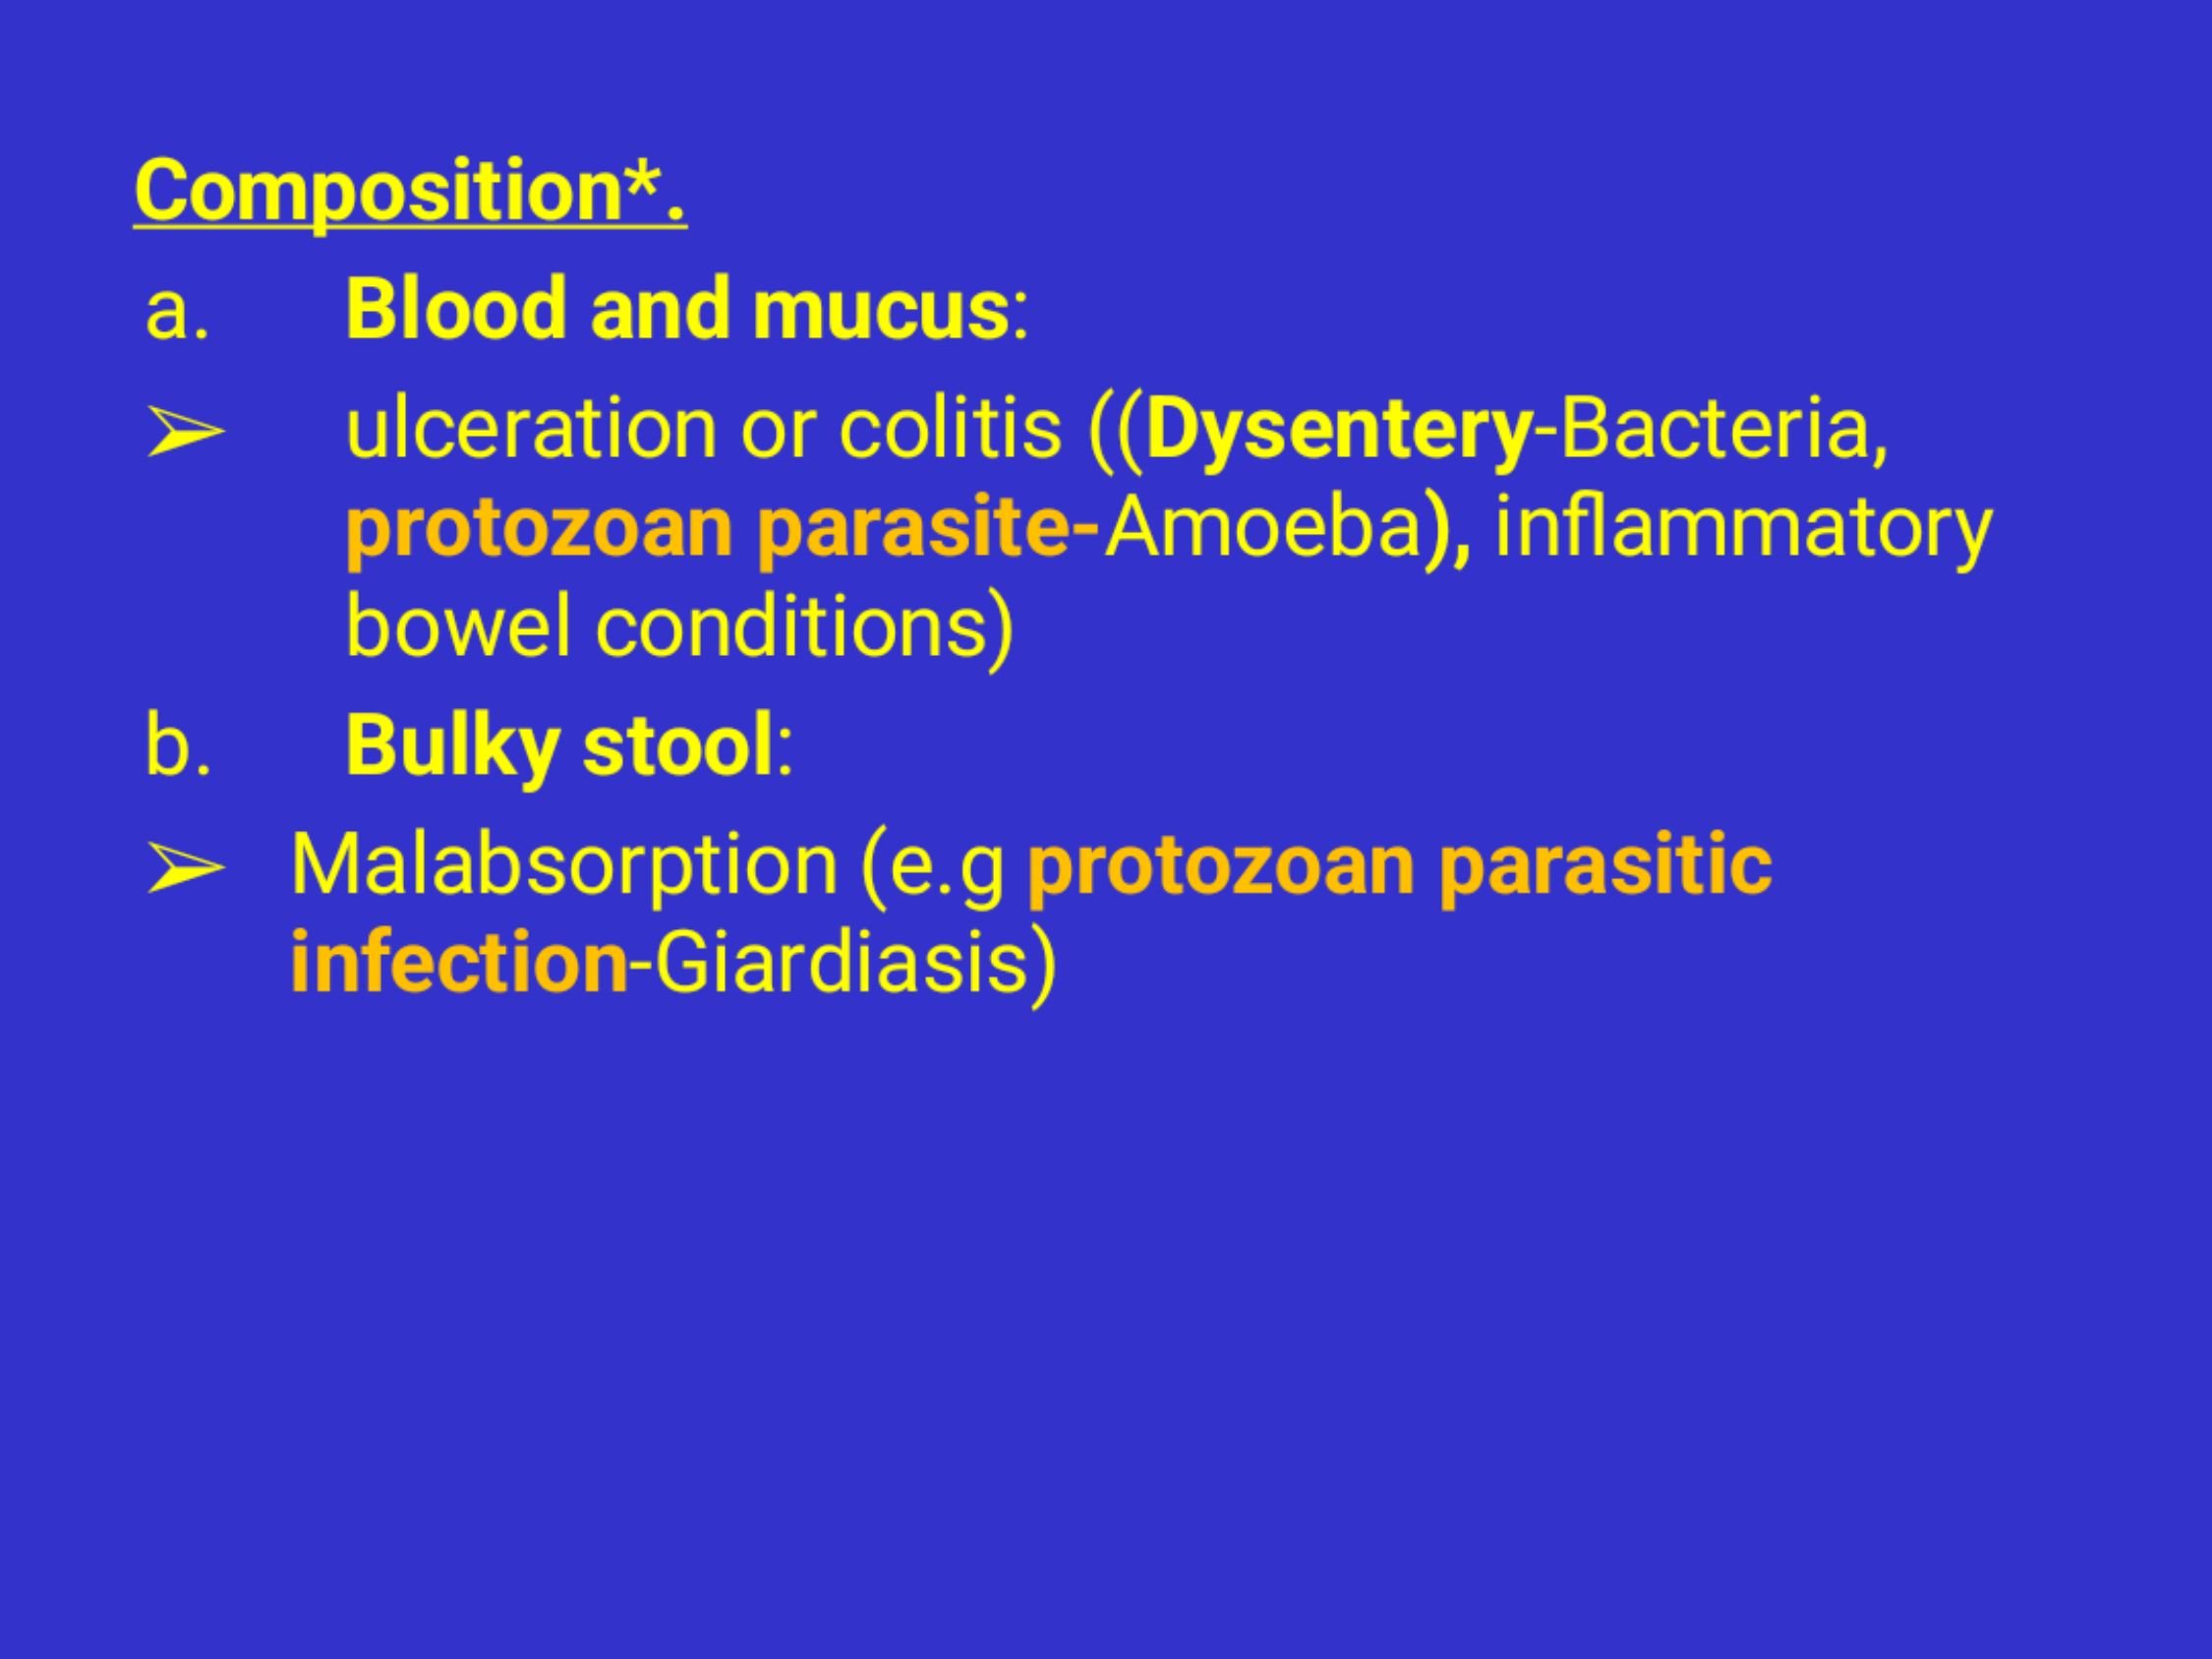 Composition*.
a. Blood and mucus:
➢ ulceration or colitis ((Dysentery-Bacteria,
protozoan parasite-Amoeba), inflammatory
bowel conditions)
b. Bulky stool:
➢ Malabsorption (e.g protozoan parasitic
infection-Giardiasis)